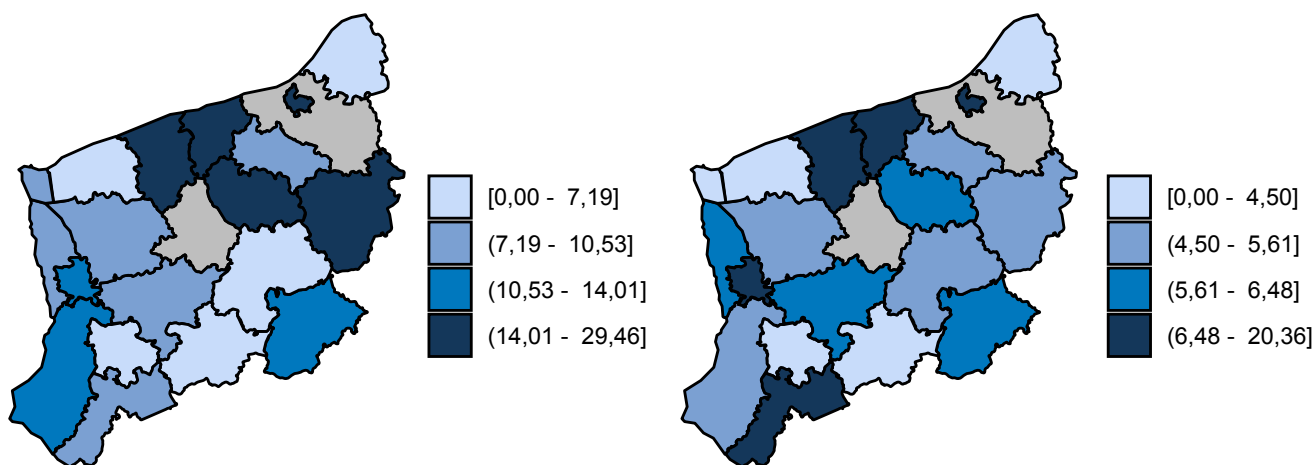 [0,00 - 7,19]
(7,19 - 10,53]
(10,53 - 14,01]
(14,01 - 29,46]
[0,00 - 4,50]
(4,50 - 5,61]
(5,61 - 6,48]
(6,48 - 20,36]